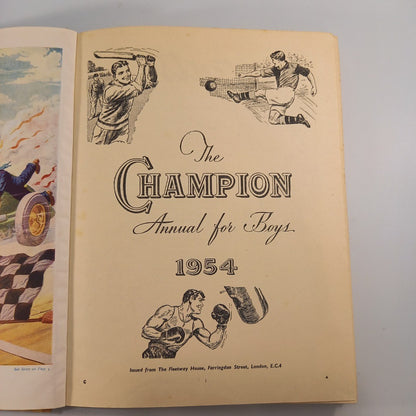 The
CHAMPION
Annual for Boys
1954
Issued from The Fleetway House, Farringdon Street, London, E.C.4